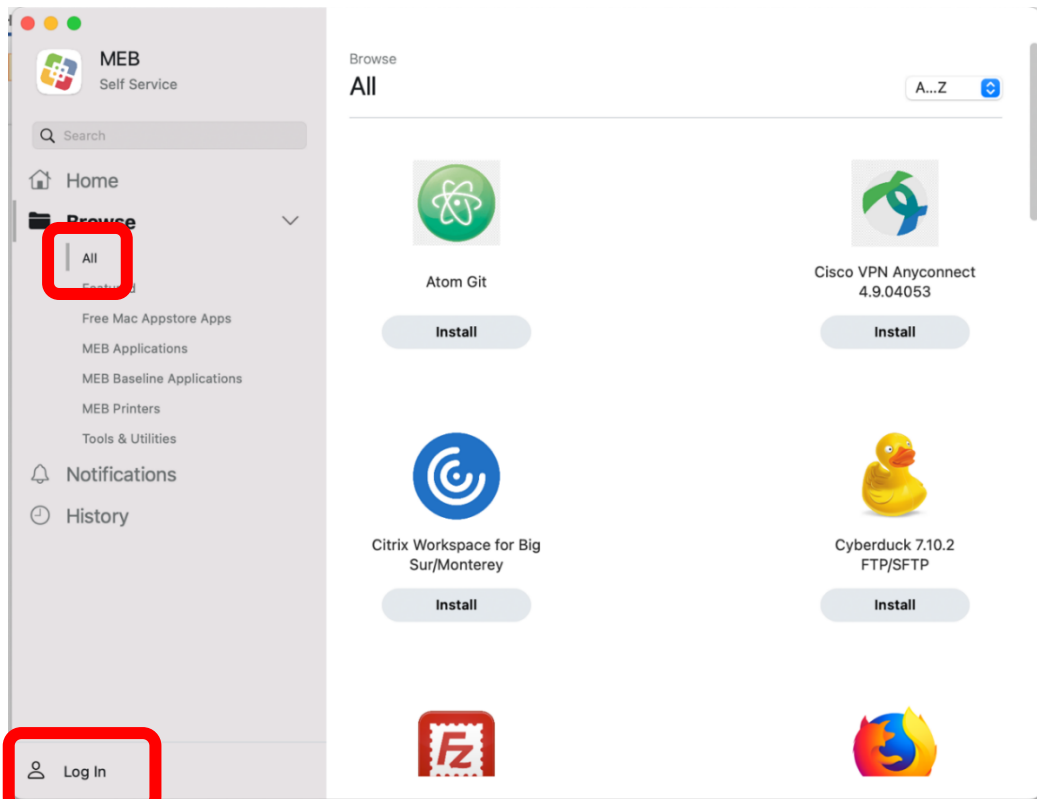 MEB
Self Service
Search
Home
Browse
All
Featured
Free Mac Appstore Apps
MEB Applications
MEB Baseline Applications
MEB Printers
Tools & Utilities
Notifications
History
Log In
Browse
All
A...Z
Atom Git
Install
Cisco VPN Anyconnect
4.9.04053
Install
Citrix Workspace for Big
Sur/Monterey
Install
Cyberduck 7.10.2
FTP/SFTP
Install
Fz